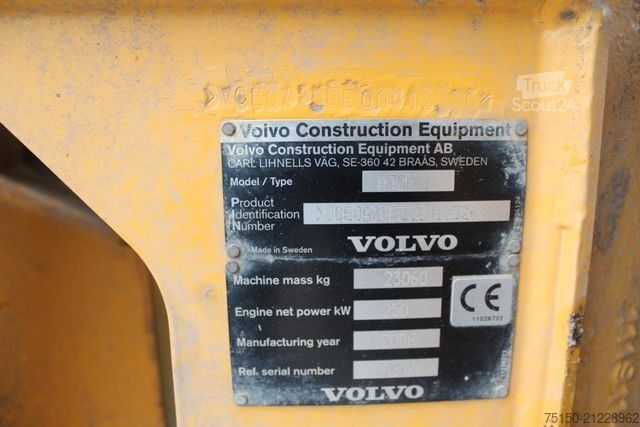 Truck
Scout24
Volvo Construction Equipment
Volvo Construction Equipment AB
CARL LIHNELLS VÄG, SE-360 42 BRAÅS, SWEDEN
Model / Type
Product
Identification
Number
Made in Sweden
VOLVO
Machine mass kg 23060
Engine net power kW 250
Manufacturing year 2008
Ref. serial number
CE
11026792
VOLVO
75150-21228962